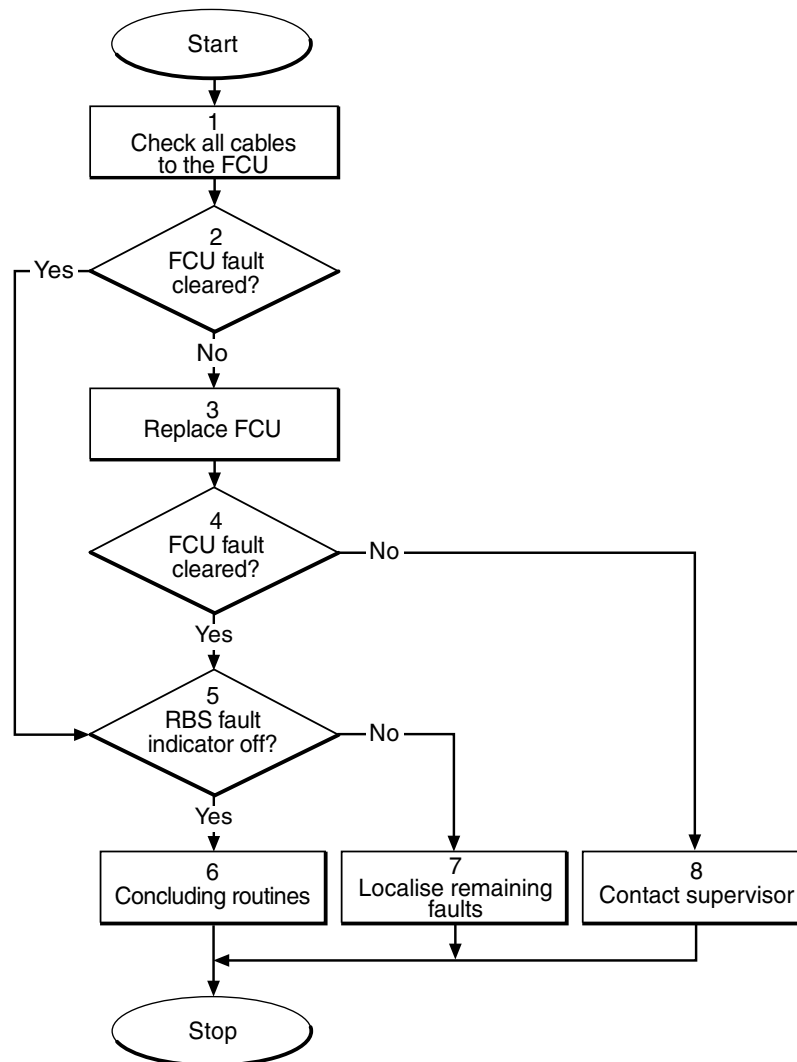 Start
1
Check all cables
to the FCU
2
FCU fault
cleared?
Yes
No
3
Replace FCU
4
FCU fault
cleared?
No
Yes
5
RBS fault
indicator off?
No
Yes
6
Concluding routines
7
Localise remaining
faults
8
Contact supervisor
Stop